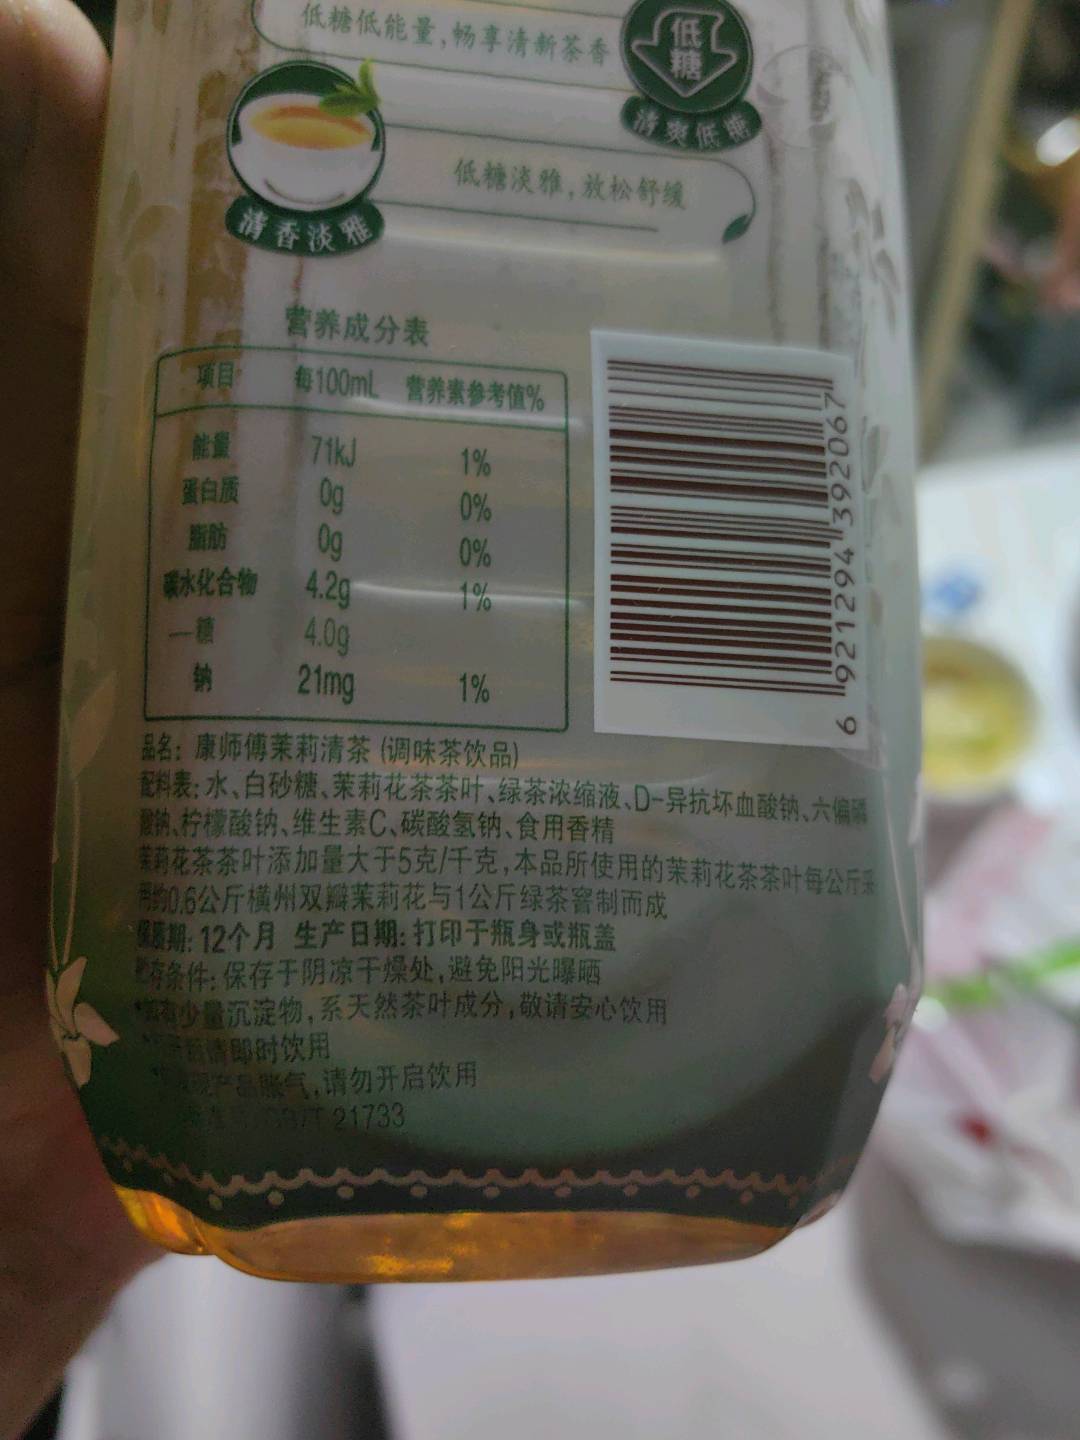 低糖低能量,畅享清新茶香
低糖
清爽低糖
低糖淡雅,放松舒缓
清香淡雅
营养成分表
项目 每100mL 营养素参考值%
能量 71kJ 1%
蛋白质 0g 0%
脂肪 0g 0%
碳水化合物 4.2g 1%
—糖 4.0g
钠 21mg 1%
6 921294 392067
品名: 康师傅茉莉清茶 (调味茶饮品)
配料表: 水、白砂糖、茉莉花茶茶叶、绿茶浓缩液、D-异抗坏血酸钠、六偏磷
酸钠、柠檬酸钠、维生素C、碳酸氢钠、食用香精
茉莉花茶茶叶添加量大于5克/千克,本品所使用的茉莉花茶茶叶每公斤采
用约0.6公斤横州双瓣茉莉花与1公斤绿茶窨制而成
保质期: 12个月 生产日期: 打印于瓶身或瓶盖
贮存条件: 保存于阴凉干燥处,避免阳光曝晒
少量沉淀物,系天然茶叶成分,敬请安心饮用
后请即时饮用
现产品胀气,请勿开启饮用
GB/T 21733